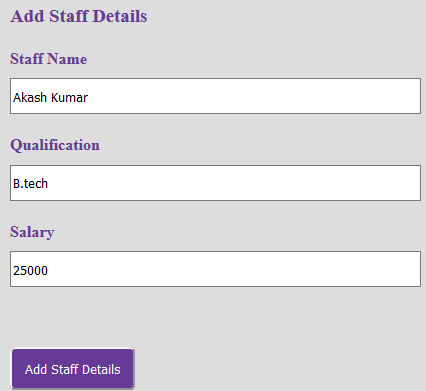 Add Staff Details
Staff Name
Akash Kumar
Qualification
B.tech
Salary
25000
Add Staff Details